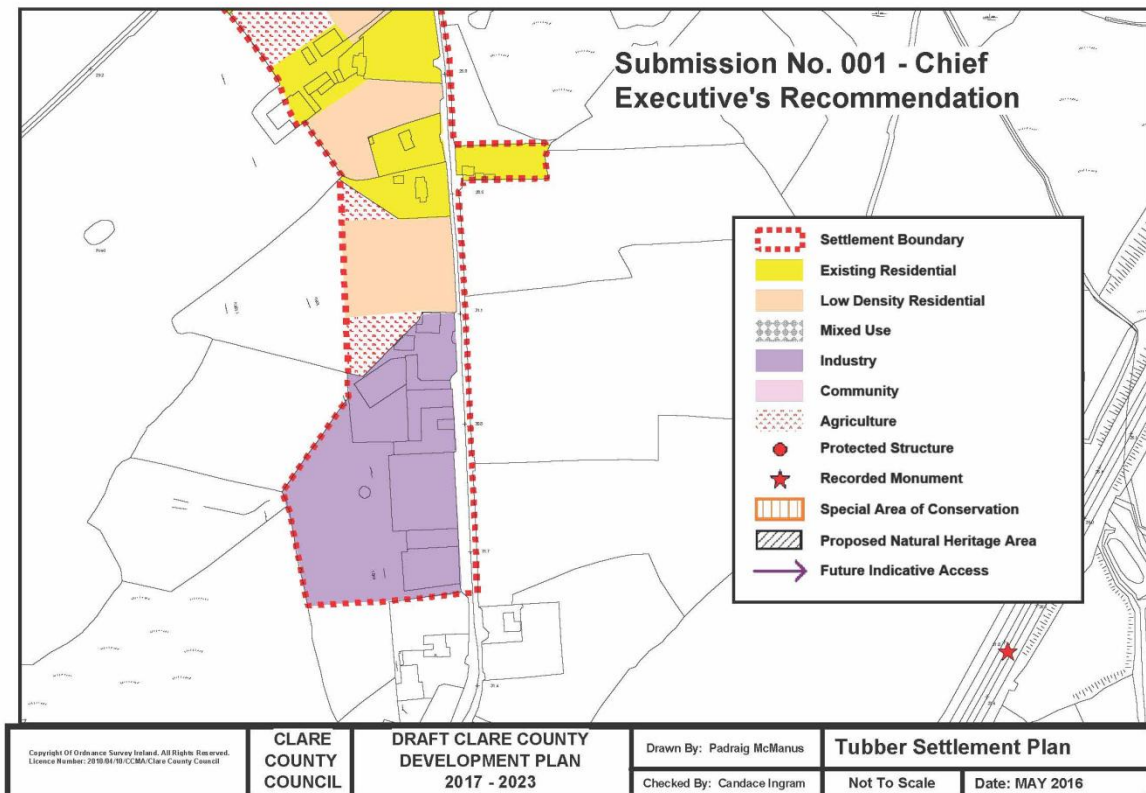 Submission No. 001 - Chief
Executive's Recommendation
Settlement Boundary
Existing Residential
Low Density Residential
Mixed Use
Industry
Community
Agriculture
Protected Structure
Recorded Monument
Special Area of Conservation
Proposed Natural Heritage Area
Future Indicative Access
Copyright Of Ordnance Survey Ireland. All Rights Reserved.
Licence Number: 2010/04/10/CCMA/Clare County Council
CLARE
COUNTY
COUNCIL
DRAFT CLARE COUNTY
DEVELOPMENT PLAN
2017 - 2023
Drawn By: Padraig McManus
Checked By: Candace Ingram
Tubber Settlement Plan
Not To Scale
Date: MAY 2016